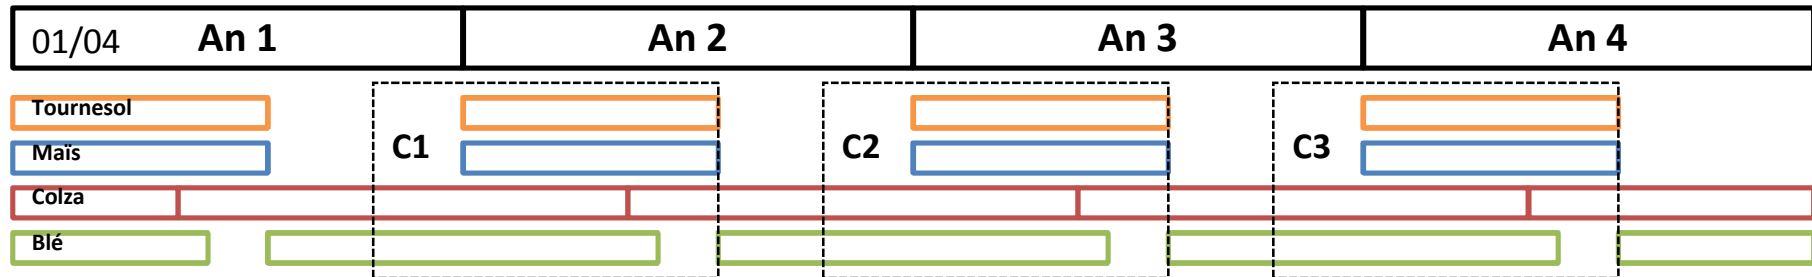 01/04 An 1 An 2 An 3 An 4
Tournesol
Maïs
C1 C2 C3
Colza
Blé